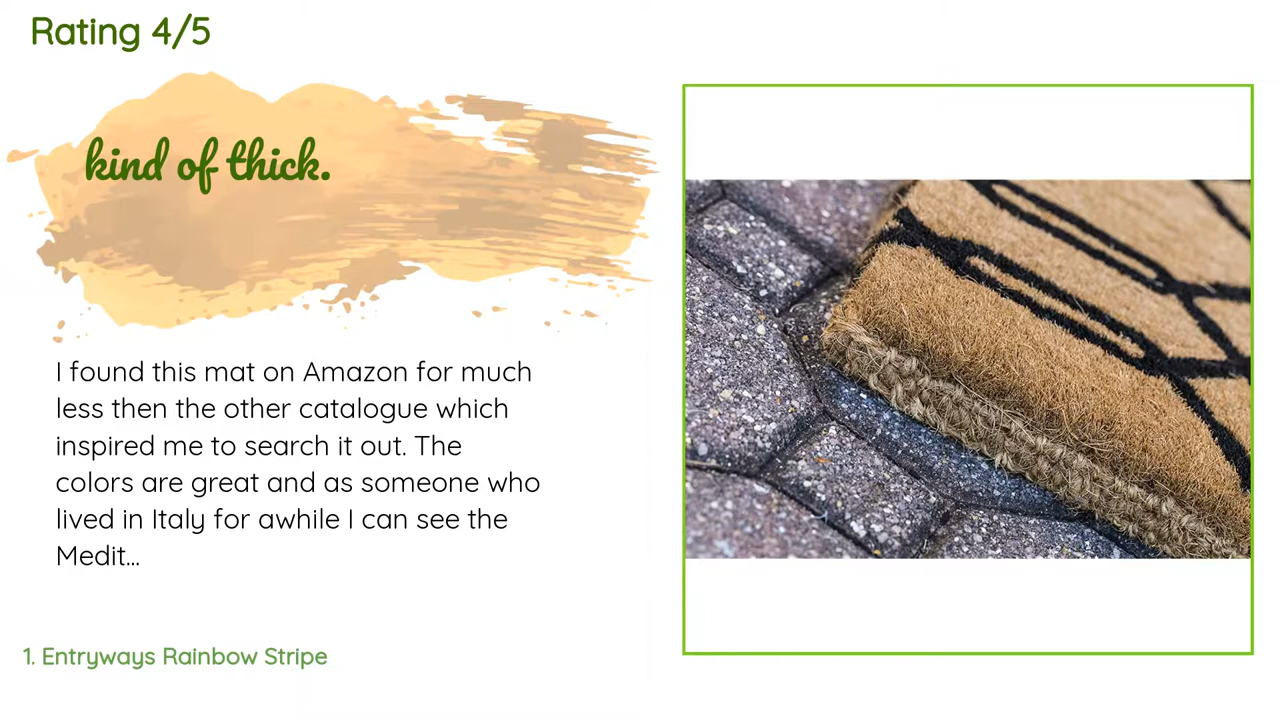 Rating 4/5
kind of thick.
I found this mat on Amazon for much
less then the other catalogue which
inspired me to search it out. The
colors are great and as someone who
lived in Italy for awhile I can see the
Medit...
1. Entryways Rainbow Stripe